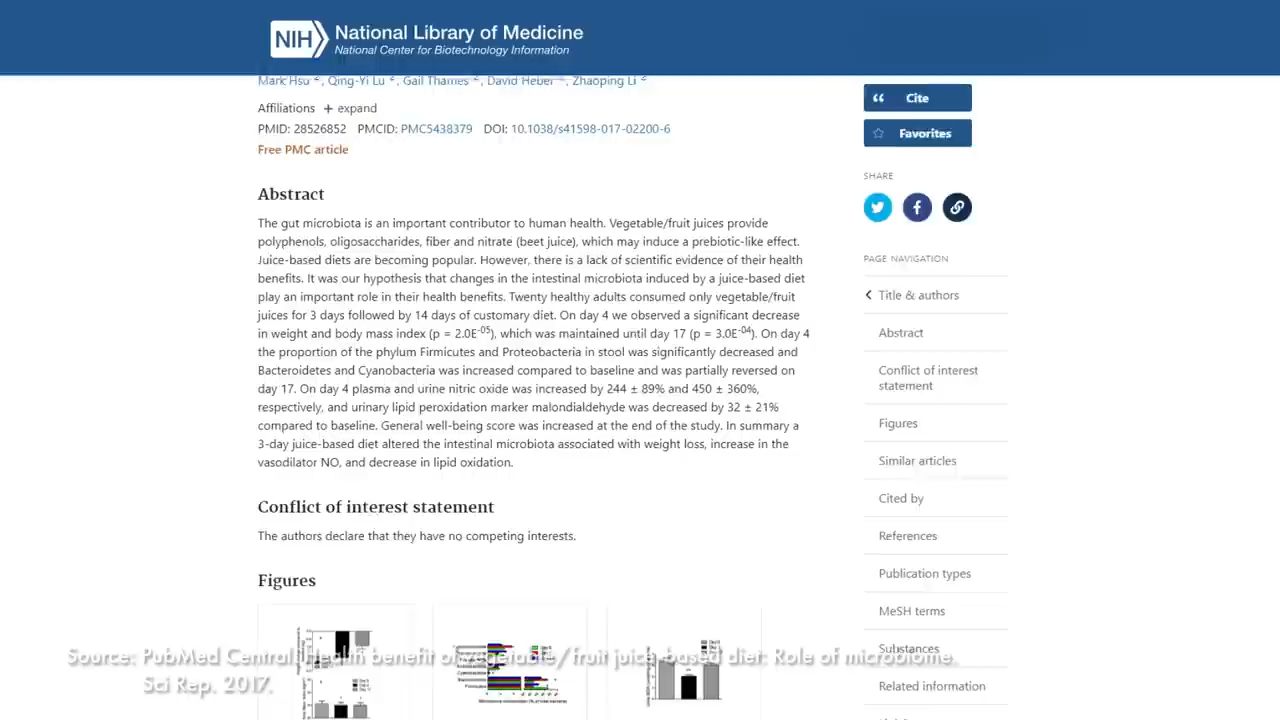 NIH National Library of Medicine
National Center for Biotechnology Information
Mark Hsu, Qing-Yi Lu, Gail Thames, David Heber, Zhaoping Li
Affiliations + expand
PMID: 28526852 PMCID: PMC5438379 DOI: 10.1038/s41598-017-02200-6
Free PMC article
Abstract
The gut microbiota is an important contributor to human health. Vegetable/fruit juices provide
polyphenols, oligosaccharides, fiber and nitrate (beet juice), which may induce a prebiotic-like effect.
Juice-based diets are becoming popular. However, there is a lack of scientific evidence of their health
benefits. It was our hypothesis that changes in the intestinal microbiota induced by a juice-based diet
play an important role in their health benefits. Twenty healthy adults consumed only vegetable/fruit
juices for 3 days followed by 14 days of customary diet. On day 4 we observed a significant decrease
in weight and body mass index (p = 2.0E-05), which was maintained until day 17 (p = 3.0E-04). On day 4
the proportion of the phylum Firmicutes and Proteobacteria in stool was significantly decreased and
Bacteroidetes and Cyanobacteria was increased compared to baseline and was partially reversed on
day 17. On day 4 plasma and urine nitric oxide was increased by 244 ± 89% and 450 ± 360%,
respectively, and urinary lipid peroxidation marker malondialdehyde was decreased by 32 ± 21%
compared to baseline. General well-being score was increased at the end of the study. In summary a
3-day juice-based diet altered the intestinal microbiota associated with weight loss, increase in the
vasodilator NO, and decrease in lipid oxidation.
Conflict of interest statement
The authors declare that they have no competing interests.
Figures
Cite
Favorites
SHARE
PAGE NAVIGATION
Title & authors
Abstract
Conflict of interest
statement
Figures
Similar articles
Cited by
References
Publication types
MeSH terms
Substances
Related information
Source: PubMed Central. Health benefit of vegetable/fruit juice-based diet: Role of microbiome.
Sci Rep. 2017.